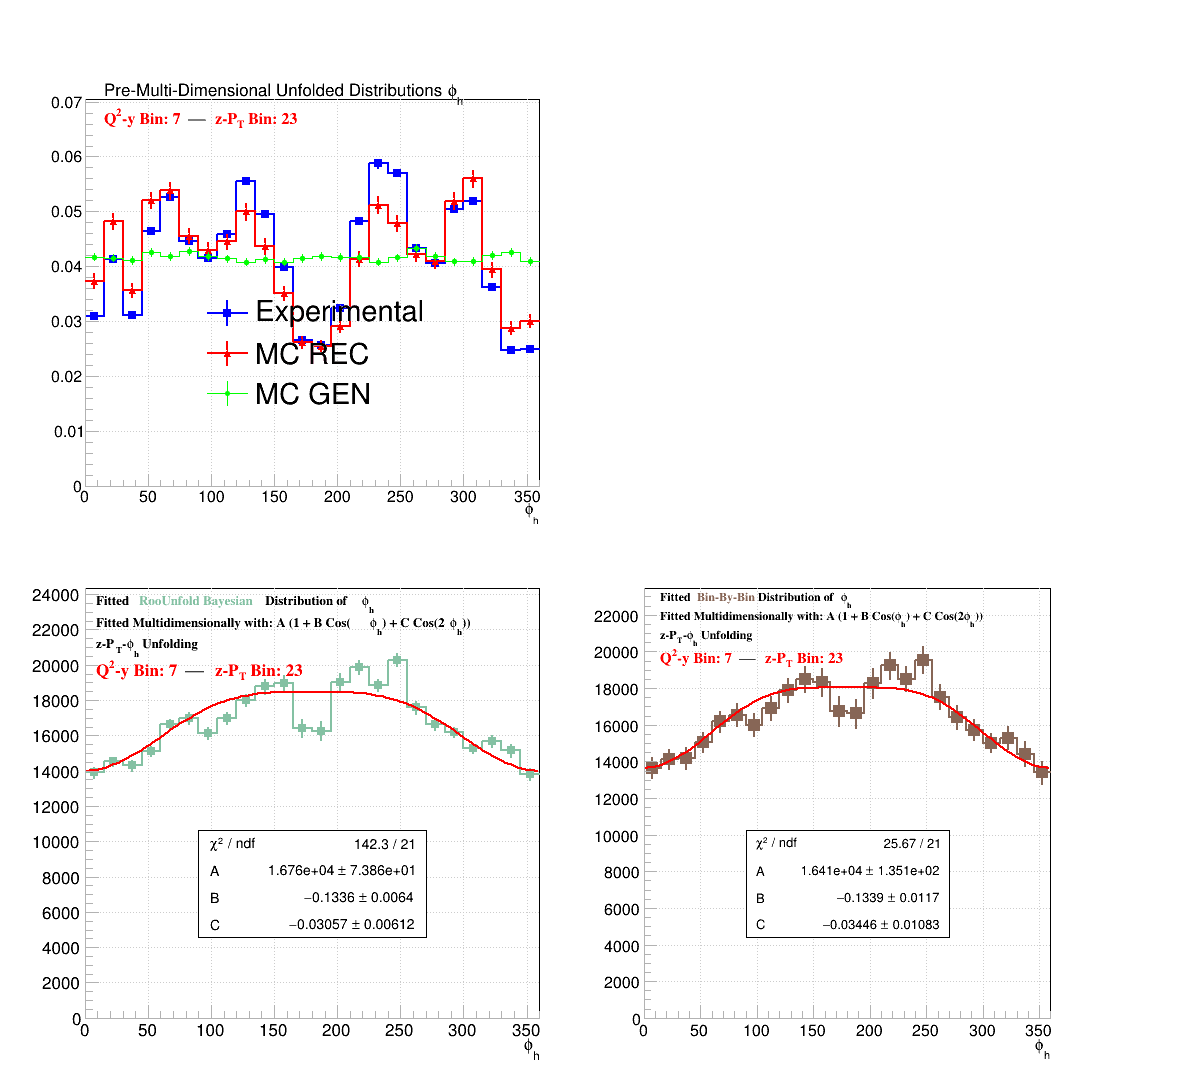 Pre-Multi-Dimensional Unfolded Distributions ϕh
0.07
Q2-y Bin: 7 — z-PT Bin: 23
0.06
0.05
0.04
0.03
0.02
0.01
0
Experimental
MC REC
MC GEN
0 50 100 150 200 250 300 350
ϕh
24000
22000
20000
18000
16000
14000
12000
10000
8000
6000
4000
2000
0
Fitted RooUnfold Bayesian Distribution of ϕh
Fitted Multidimensionally with: A (1 + B Cos( ϕh) + C Cos(2 ϕh))
z-PT-ϕh Unfolding
Q2-y Bin: 7 — z-PT Bin: 23
χ2 / ndf 142.3 / 21
A 1.676e+04 ± 7.386e+01
B −0.1336 ± 0.0064
C −0.03057 ± 0.00612
0 50 100 150 200 250 300 350
ϕh
22000
20000
18000
16000
14000
12000
10000
8000
6000
4000
2000
0
Fitted Bin-By-Bin Distribution of ϕh
Fitted Multidimensionally with: A (1 + B Cos(ϕh) + C Cos(2ϕh))
z-PT-ϕh Unfolding
Q2-y Bin: 7 — z-PT Bin: 23
χ2 / ndf 25.67 / 21
A 1.641e+04 ± 1.351e+02
B −0.1339 ± 0.0117
C −0.03446 ± 0.01083
0 50 100 150 200 250 300 350
ϕh